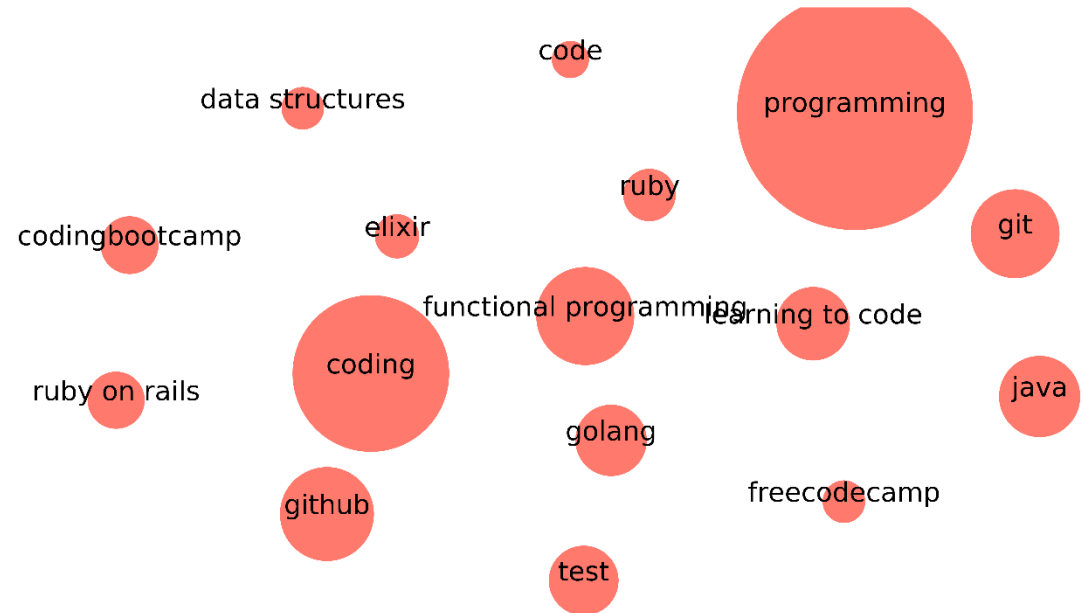 code
data structures
programming
ruby
codingbootcamp
elixir
git
functional programming
learning to code
coding
ruby on rails
java
golang
github
freecodecamp
test